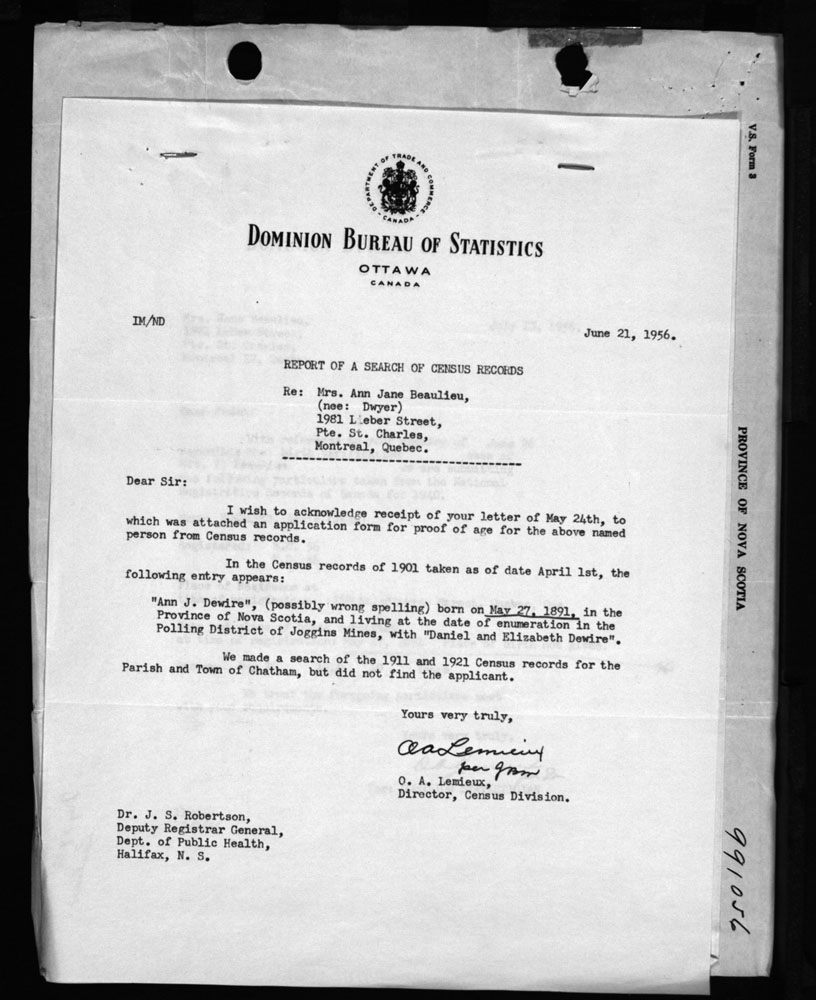 V.S. Form 3
DEPARTMENT OF TRADE AND COMMERCE
CANADA
DOMINION BUREAU OF STATISTICS
OTTAWA
CANADA
IM/ND
June 21, 1956.
REPORT OF A SEARCH OF CENSUS RECORDS
Re: Mrs. Ann Jane Beaulieu,
(nee: Dwyer)
1981 L eber Street,
Pte. St. Charles,
Montreal, Quebec.
Dear Sir:
I wish to acknowledge receipt of your letter of May 24th, to
which was attached an application form for proof of age for the above named
person from Census records.
In the Census records of 1901 taken as of date April 1st, the
following entry appears:
"Ann J. Dewire", (possibly wrong spelling) born on May 27, 1891, in the
Province of Nova Scotia, and living at the date of enumeration in the
Polling District of Joggins Mines, with "Daniel and Elizabeth Dewire".
We made a search of the 1911 and 1921 Census records for the
Parish and Town of Chatham, but did not find the applicant.
Yours very truly,
OA Lemieux
per
O. A. Lemieux,
Director, Census Division.
Dr. J. S. Robertson,
Deputy Registrar General,
Dept. of Public Health,
Halifax, N. S.
PROVINCE OF NOVA SCOTIA
991056